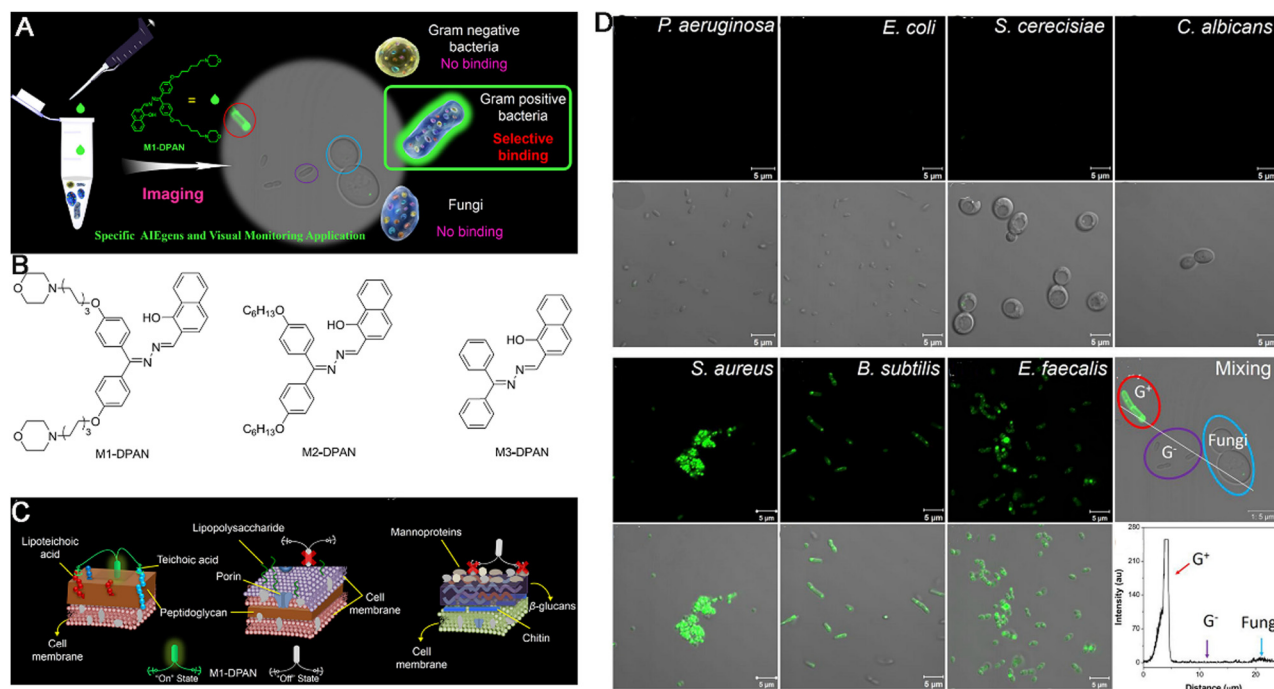 A
Gram negative
bacteria
No binding
Gram positive
bacteria
Selective
binding
M1-DPAN
Imaging
Fungi
No binding
Specific AIEgens and Visual Monitoring Application
B
M1-DPAN
M2-DPAN
M3-DPAN
O
N
3
O
HO
N
N
O
N
3
O
C6H13O
HO
N
N
C6H13O
HO
N
N
C
Lipoteichoic
acid
Teichoic acid
Lipopolysaccharide
Porin
Peptidoglycan
Cell
membrane
Cell
membrane
Mannoproteins
β-glucans
Chitin
Cell
membrane
"On" State
M1-DPAN
"Off" State
D
P. aeruginosa
E. coli
S. cerecisiae
C. albicans
5 µm
5 µm
5 µm
5 µm
5 µm
5 µm
5 µm
5 µm
S. aureus
B. subtilis
E. faecalis
Mixing
G+
G-
Fungi
5 µm
5 µm
5 µm
5 µm
5 µm
5 µm
5 µm
Intensity (au)
280
210
140
70
0
G+
G-
Fung
0
10
20
Distance (µm)